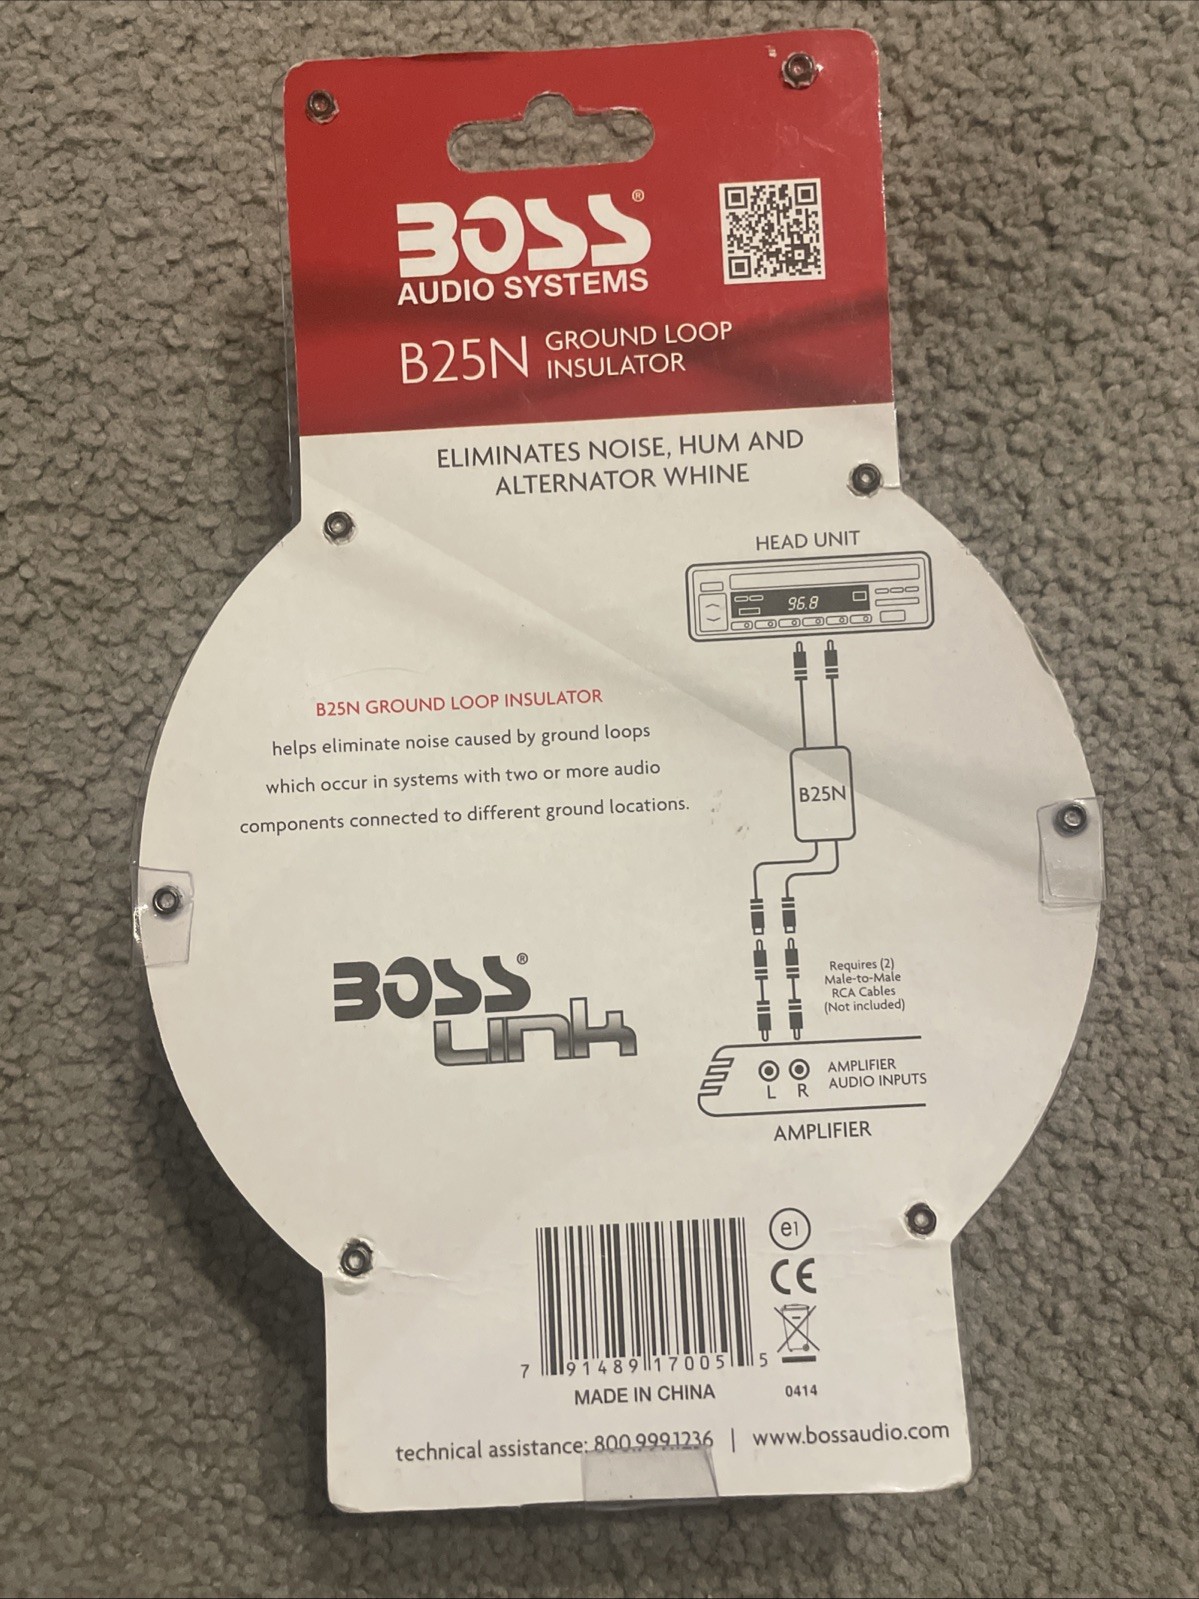 BOSS®
AUDIO SYSTEMS
B25N GROUND LOOP
INSULATOR
ELIMINATES NOISE, HUM AND
ALTERNATOR WHINE
HEAD UNIT
96.8
B25N GROUND LOOP INSULATOR
helps eliminate noise caused by ground loops
which occur in systems with two or more audio
components connected to different ground locations.
B25N
BOSS®
LINK
Requires (2)
Male-to-Male
RCA Cables
(Not included)
AMPLIFIER
AUDIO INPUTS
L R
AMPLIFIER
e1
CE
7 91489 17005 5
MADE IN CHINA
0414
technical assistance: 800.999.1236 | www.bossaudio.com